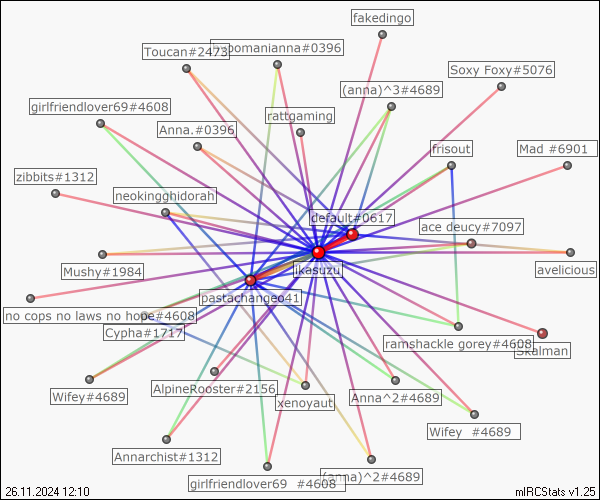 fakedingo
Toucan#2473
hypomanianna#0396
Soxy Foxy#5076
(anna)^3#4689
girlfriendlover69#4608
rattgaming
Anna.#0396
frisout
Mad #6901
zibbits#1312
neokingghidorah
default#0617
ace deucy#7097
likesuzu
Mushy#1984
avelicious
pastachangeo41
no cops no laws no hope#4608
Cypha#1717
ramshackle gorey#4608
Skalman
Wifey#4689
AlpineRooster#2156
xenoyaut
Anna^2#4689
Wifey #4689
Annarchist#1312
(anna)^2#4689
girlfriendlover69 #4608
26.11.2024 12:10
mIRCStats v1.25